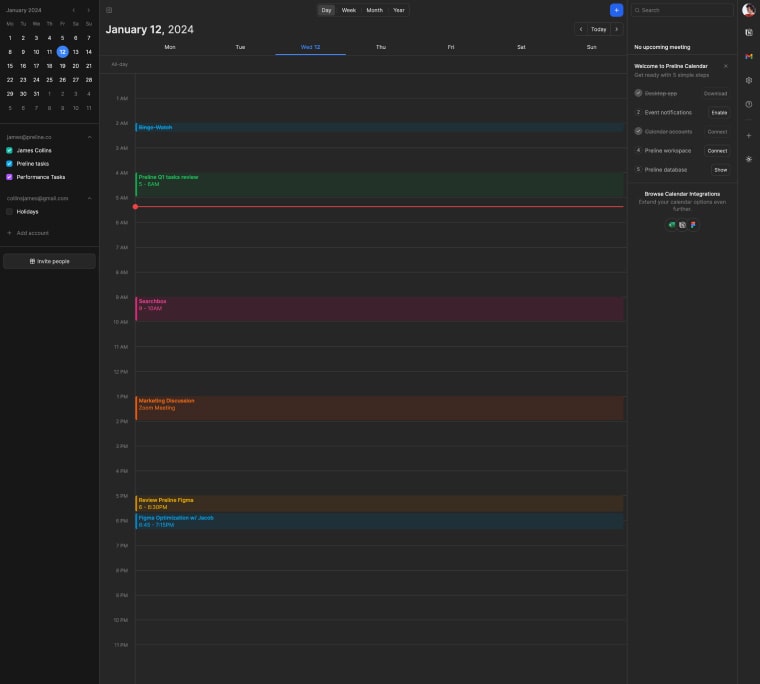 January 2024
Mo Tu We Th Fr Sa Su
1 2 3 4 5 6 7
8 9 10 11 12 13 14
15 16 17 18 19 20 21
22 23 24 25 26 27 28
29 30 31 1 2 3 4
5 6 7 8 9 10 11
james@preline.co
James Collins
Preline tasks
Performance Tasks
collinsjames@gmail.com
Holidays
Add account
Invite people
Day Week Month Year
January 12, 2024
Today
Mon Tue Wed 12 Thu Fri Sat Sun
All-day
1 AM
2 AM
Binge-Watch
3 AM
4 AM
Preline Q1 tasks review
5 - 6AM
5 AM
6 AM
7 AM
8 AM
9 AM
Searchbox
9 - 10AM
10 AM
11 AM
12 PM
1 PM
Marketing Discussion
Zoom Meeting
2 PM
3 PM
4 PM
5 PM
Review Preline Figma
6 - 6:30PM
Figma Optimization w/ Jacob
6:45 - 7:15PM
6 PM
7 PM
8 PM
9 PM
10 PM
11 PM
Search
No upcoming meeting
Welcome to Preline Calendar
Get ready with 5 simple steps
Desktop app Download
2 Event notifications Enable
Calendar accounts Connect
4 Preline workspace Connect
5 Preline database Show
Browse Calendar Integrations
Extend your calendar options even
further